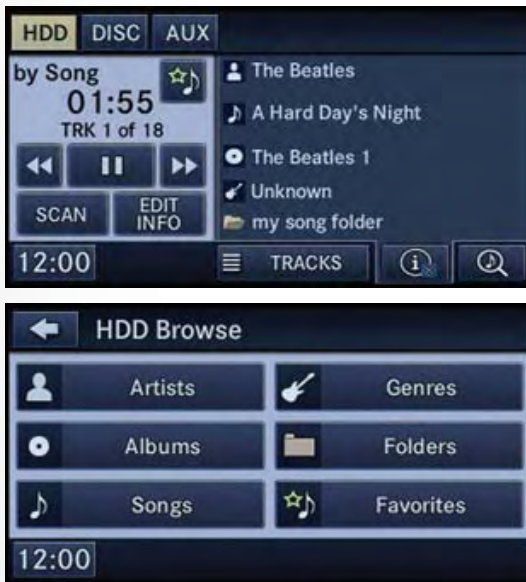 HDD DISC AUX
by Song
01:55
TRK 1 of 18
SCAN
EDIT
INFO
The Beatles
A Hard Day's Night
The Beatles 1
Unknown
my song folder
12:00
TRACKS
HDD Browse
Artists
Genres
Albums
Folders
Songs
Favorites
12:00